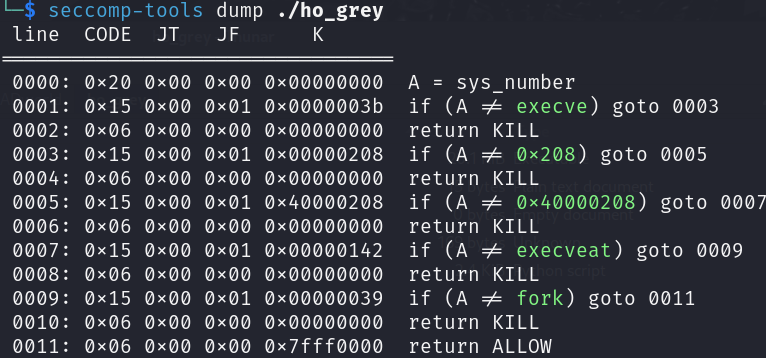 └─$ seccomp-tools dump ./ho_grey
line CODE JT JF K
0000: 0×20 0×00 0×00 0×00000000 A = sys_number
0001: 0×15 0×00 0×01 0×0000003b if (A ≠ execve) goto 0003
0002: 0×06 0×00 0×00 0×00000000 return KILL
0003: 0×15 0×00 0×01 0×00000208 if (A ≠ 0×208) goto 0005
0004: 0×06 0×00 0×00 0×00000000 return KILL
0005: 0×15 0×00 0×01 0×40000208 if (A ≠ 0×40000208) goto 0007
0006: 0×06 0×00 0×00 0×00000000 return KILL
0007: 0×15 0×00 0×01 0×00000142 if (A ≠ execveat) goto 0009
0008: 0×06 0×00 0×00 0×00000000 return KILL
0009: 0×15 0×00 0×01 0×00000039 if (A ≠ fork) goto 0011
0010: 0×06 0×00 0×00 0×00000000 return KILL
0011: 0×06 0×00 0×00 0×7fff0000 return ALLOW